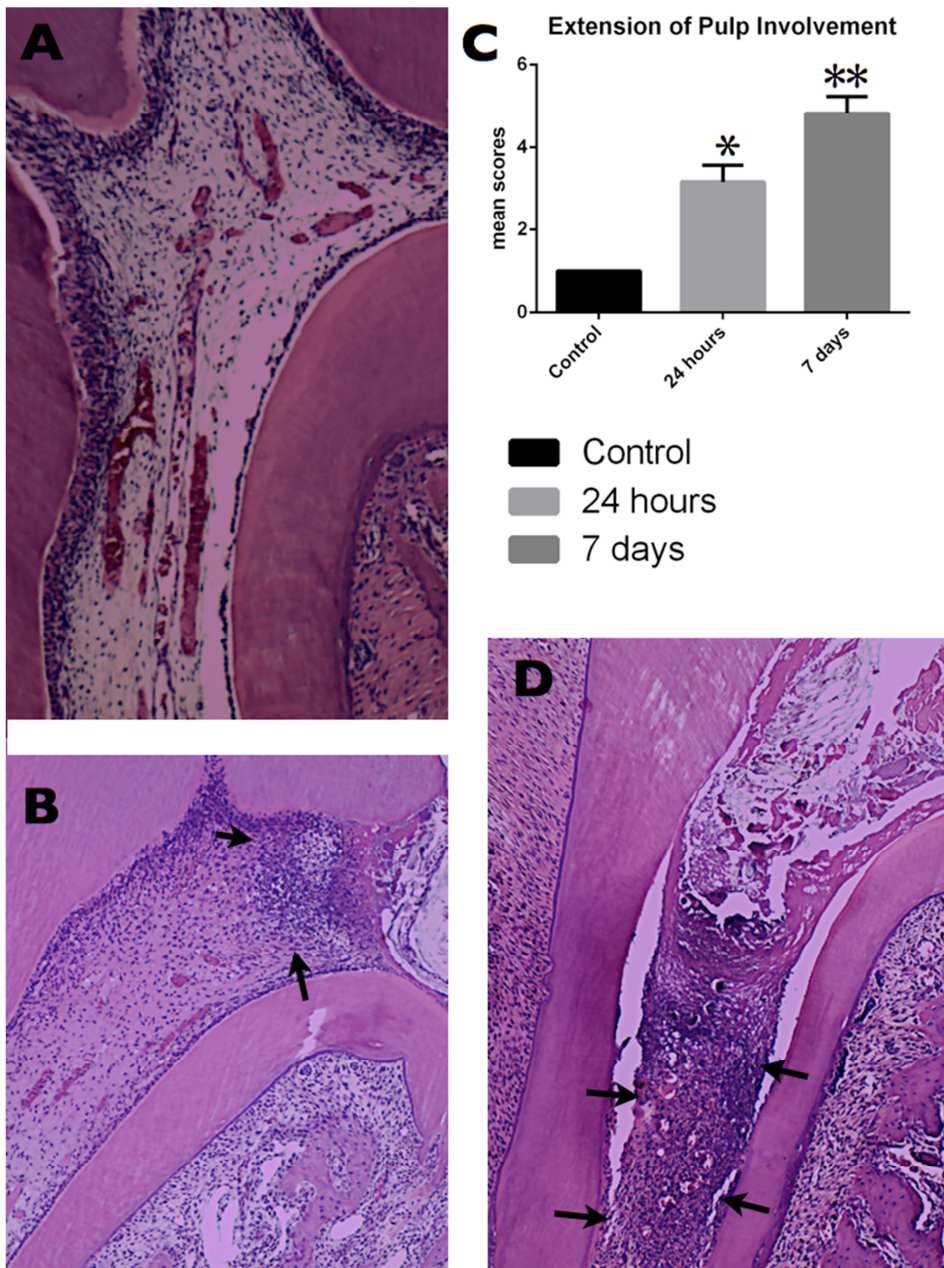 A
C
Extension of Pulp Involvement
mean scores
6
4
2
0
*
**
Control
24 hours
7 days
Control
24 hours
7 days
B
D